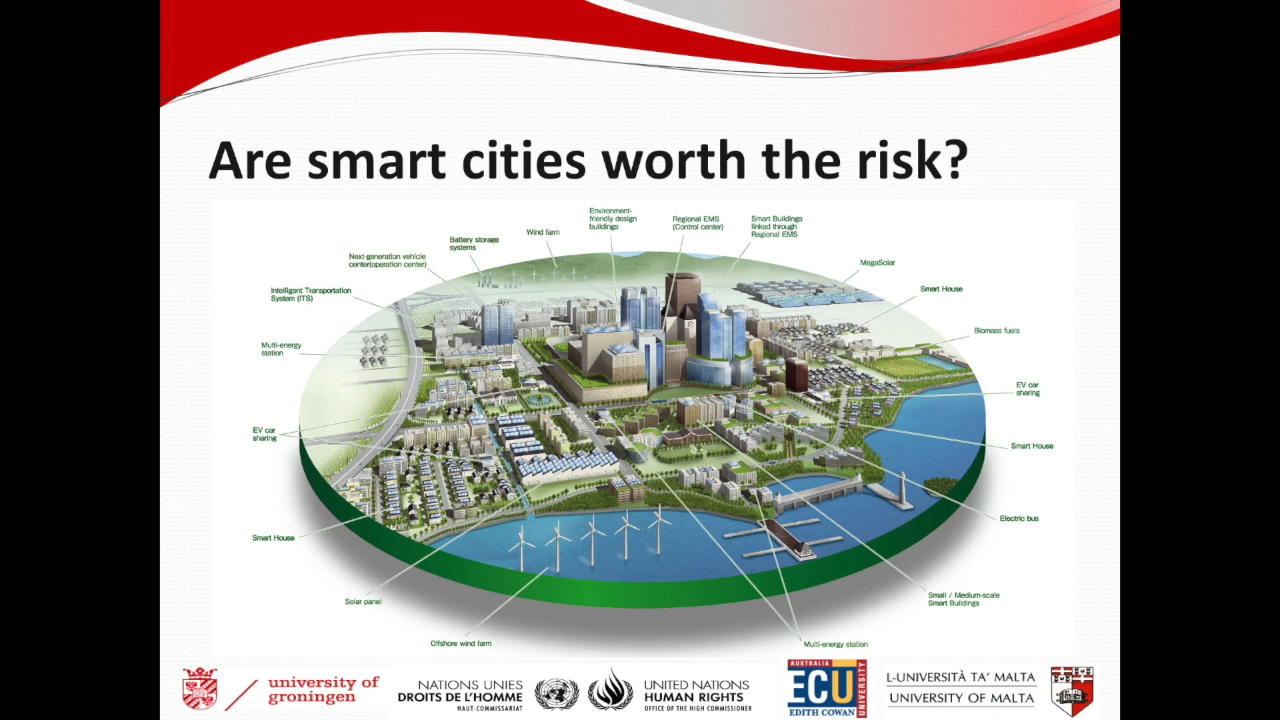 Are smart cities worth the risk?
Environment-
friendly design
buildings
Regional EMS
(Control center)
Smart Buildings
linked through
Regional EMS
Wind farm
Battery storage
systems
Next-generation vehicle
center(operation center)
MegaSolar
Intelligent Transportation
System (ITS)
Smart House
Biomass fuels
Multi-energy
station
EV car
sharing
EV car
sharing
Smart House
Electric bus
Smart House
Solar panel
Small / Medium-scale
Smart Buildings
Offshore wind farm
Multi-energy station
university of
groningen
NATIONS UNIES
DROITS DE L'HOMME
HAUT-COMMISSARIAT
UNITED NATIONS
HUMAN RIGHTS
OFFICE OF THE HIGH COMMISSIONER
AUSTRALIA
ECU
EDITH COWAN
UNIVERSITY
L-UNIVERSITÀ TA' MALTA
UNIVERSITY OF MALTA